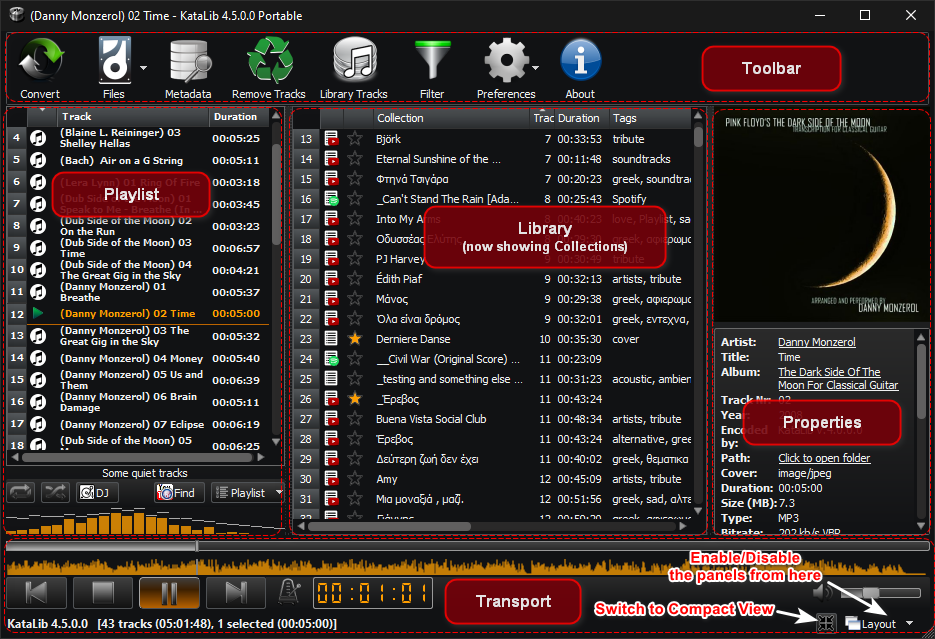 (Danny Monzerol) 02 Time - KataLib 4.5.0.0 Portable
Convert Files Metadata Remove Tracks Library Tracks Filter Preferences About
Toolbar
Track Duration
4 (Blaine L. Reininger) 03 Shelley Hellas 00:05:25
5 (Bach) Air on a G String 00:05:11
6 (Lera Lynn) 01 Ring Of Fire 00:03:18
7 (Dub Side of the Moon) 01 Speak to Me - Breathe (In ... 00:03:45
8 (Dub Side of the Moon) 02 On the Run 00:03:23
9 (Dub Side of the Moon) 03 Time 00:06:57
10 (Dub Side of the Moon) 04 The Great Gig in the Sky 00:04:21
11 (Danny Monzerol) 01 Breathe 00:05:37
12 (Danny Monzerol) 02 Time 00:05:00
13 (Danny Monzerol) 03 The Great Gig in the Sky 00:05:32
14 (Danny Monzerol) 04 Money 00:05:40
15 (Danny Monzerol) 05 Us and Them 00:06:39
16 (Danny Monzerol) 06 Brain Damage 00:05:11
17 (Danny Monzerol) 07 Eclipse 00:06:19
18 (Dub Side of the Moon) 05 00:06:25
Playlist
Some quiet tracks
DJ Find Playlist
Collection Trac Duration Tags
13 Björk 7 00:33:53 tribute
14 Eternal Sunshine of the ... 7 00:11:48 soundtracks
15 Φτηνά Τσιγάρα 7 00:20:23 greek, soundtra
16 _Can't Stand The Rain [Ada... 8 00:25:43 Spotify
17 Into My Arms 8 00:40:23 love, Playlist, sa
18 Οδυσσέας Ελύτης greek, αφιερωμα
19 PJ Harvey 9 00:30:49 tribute
20 Édith Piaf 9 00:32:13 artists, tribute
21 Μάνος 9 00:29:38 greek, αφιερωμα
22 Όλα είναι δρόμος 9 00:32:01 greek, εντεχνα,
23 Derniere Danse 10 00:35:30 cover
24 __Civil War (Original Score) ... 11 00:23:09
25 _testing and something else ... 11 00:31:23 acoustic, ambien
26 _Έρεβος 11 00:43:24
27 Buena Vista Social Club 11 00:48:34 artists, tribute
28 Έρεβος 11 00:43:24 alternative, gree
29 Δεύτερη ζωή δεν έχει 11 00:40:02 greek, θεματικα
30 Amy 12 00:45:09 artists, tribute
31 Μια μοναξιά , μαζί. 12 00:51:56 greek, sad, αλτε
Library
(now showing Collections)
PINK FLOYD'S THE DARK SIDE OF THE MOON
TRANSCRIPTION FOR CLASSICAL GUITAR
ARRANGED AND PERFORMED BY
DANNY MONZEROL
Artist: Danny Monzerol
Title: Time
Album: The Dark Side Of The
Moon For Classical Guitar
Track Nr: 02
Year:
Encoded
by:
Properties
Path: Click to open folder
Cover: image/jpeg
Duration: 00:05:00
Size (MB): 7.3
Type: MP3
Bitrate: 202 kb/s VBR
Enable/Disable
the panels from here
00:01:01
Transport
Switch to Compact View
Layout
KataLib 4.5.0.0 [43 tracks (05:01:48), 1 selected (00:05:00)]